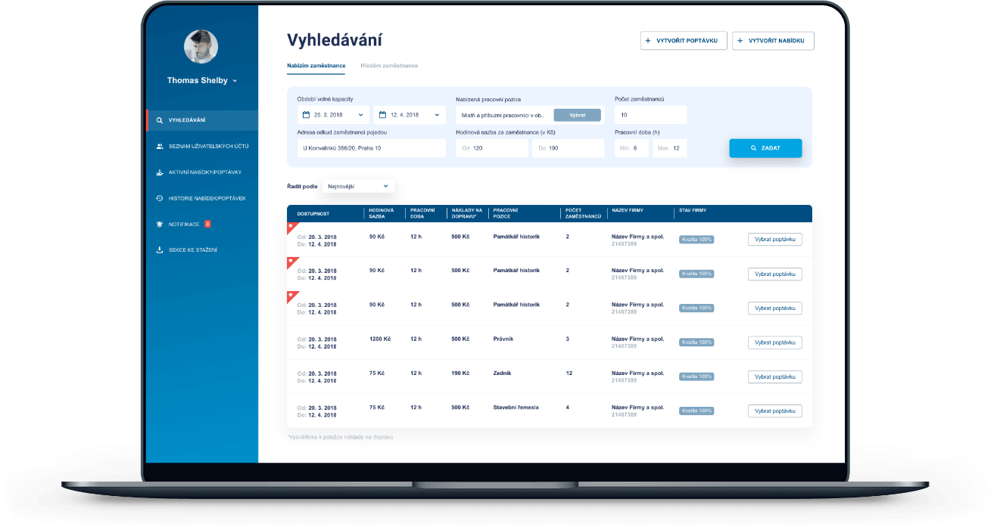 Thomas Shelby
VYHLEDÁVÁNÍ
SEZNAM UŽIVATELSKÝCH ÚČTŮ
AKTIVNÍ NABÍDKY/POPTÁVKY
HISTORIE NABÍDEK/POPTÁVEK
NOTIFIKACE 3
SEKCE KE STAŽENÍ
Vyhledávání
+ VYTVOŘIT POPTÁVKU
+ VYTVOŘIT NABÍDKU
Nabízím zaměstnance Hledám zaměstnance
Období volné kapacity Nabízená pracovní pozice Počet zaměstnanců
20. 3. 2018 12. 4. 2018 Mistři a příbuzní pracovníci v ob.. Vybrat 10
Adresa odkud zaměstnanci pojedou Hodinová sazba za zaměstnance (v Kč) Pracovní doba (h)
U Konvalinků 356/20, Praha 10 Od 120 Do 190 Min. 6 Max. 12 ZADAT
Řadit podle Nejnovější
DOSTUPNOST HODINOVÁ SAZBA PRACOVNÍ DOBA NÁKLADY NA DOPRAVU* PRACOVNÍ POZICE POČET ZAMĚSTNANCŮ NÁZEV FIRMY STAV FIRMY
Od: 20. 3. 2018 90 Kč 12 h 500 Kč Památkář historik 2 Název Firmy a spol. Kvalita 100% Vybrat poptávku
Do: 12. 4. 2018 21487389
Od: 20. 3. 2018 90 Kč 12 h 500 Kč Památkář historik 2 Název Firmy a spol. Kvalita 100% Vybrat poptávku
Do: 12. 4. 2018 21487389
Od: 20. 3. 2018 90 Kč 12 h 500 Kč Památkář historik 2 Název Firmy a spol. Kvalita 100% Vybrat poptávku
Do: 12. 4. 2018 21487389
Od: 20. 3. 2018 1200 Kč 12 h 500 Kč Právník 3 Název Firmy a spol. Kvalita 100% Vybrat poptávku
Do: 12. 4. 2018 21487389
Od: 20. 3. 2018 75 Kč 12 h 190 Kč Zedník 12 Název Firmy a spol. Kvalita 100% Vybrat poptávku
Do: 12. 4. 2018 21487389
Od: 20. 3. 2018 75 Kč 12 h 500 Kč Stavební řemesla 4 Název Firmy a spol. Kvalita 100% Vybrat poptávku
Do: 12. 4. 2018 21487389
*Vysvětlivka k položce náklady na dopravu